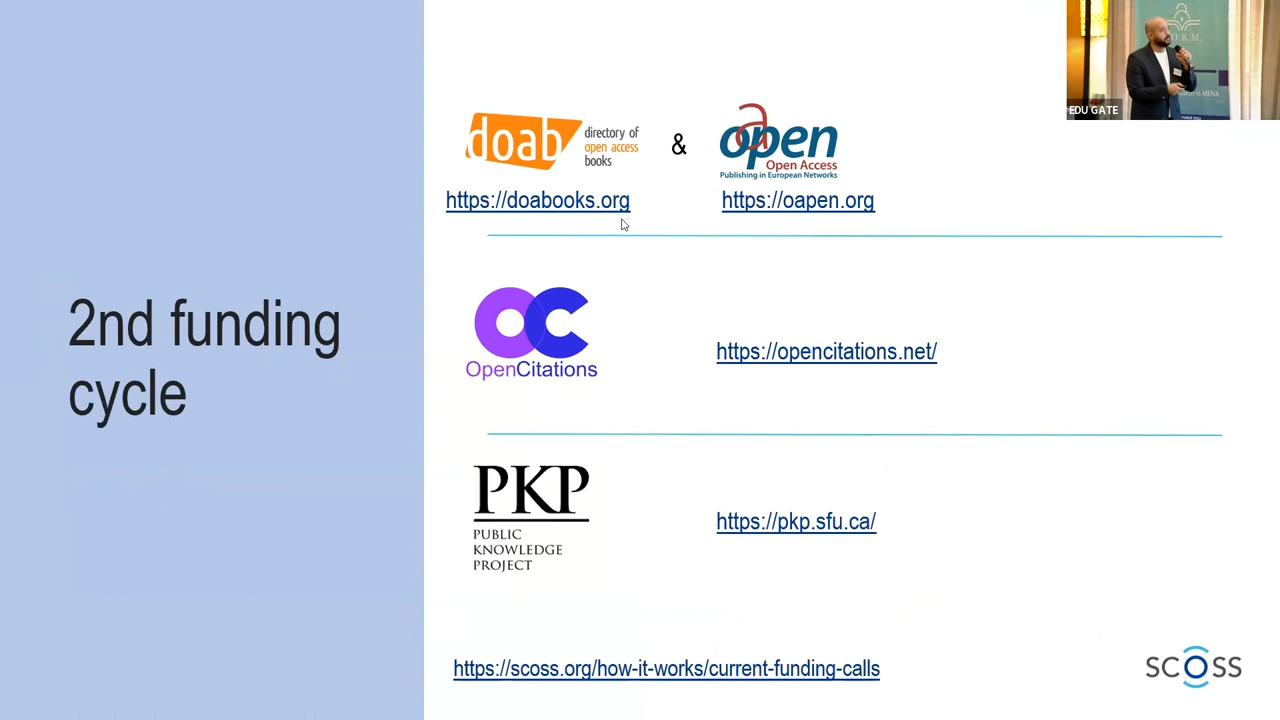 2nd funding
cycle
doab
directory of
open access
books
&
oapen
Open Access
Publishing in European Networks
https://doabooks.org
https://oapen.org
OC
OpenCitations
https://opencitations.net/
PKP
PUBLIC
KNOWLEDGE
PROJECT
https://pkp.sfu.ca/
https://scoss.org/how-it-works/current-funding-calls
SCOSS
EDU GATE